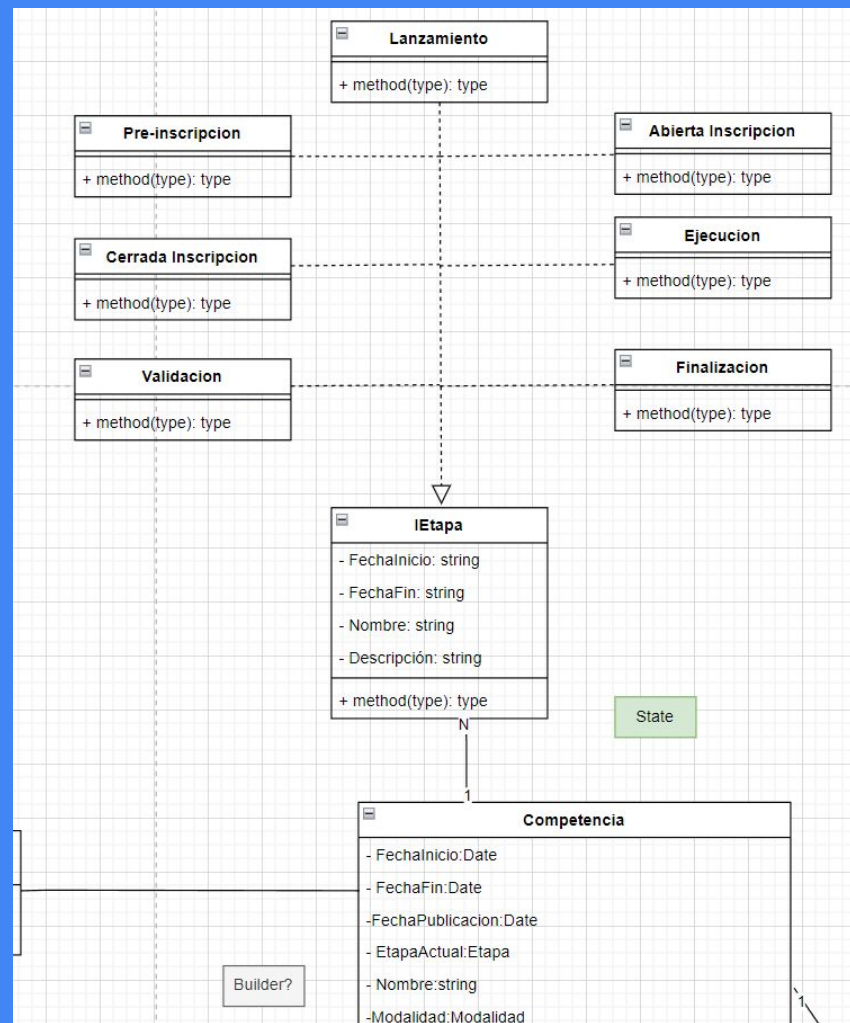 Lanzamiento
+ method(type): type
Pre-inscripcion
+ method(type): type
Abierta Inscripcion
+ method(type): type
Cerrada Inscripcion
+ method(type): type
Ejecucion
+ method(type): type
Validacion
+ method(type): type
Finalizacion
+ method(type): type
IEtapa
- FechaInicio: string
- FechaFin: string
- Nombre: string
- Descripción: string
+ method(type): type
N
State
1
Competencia
- FechaInicio:Date
- FechaFin:Date
-FechaPublicacion:Date
- EtapaActual:Etapa
- Nombre:string
-Modalidad:Modalidad
Builder?
1